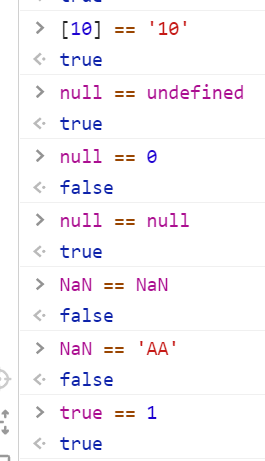 [10] == '10'
true
null == undefined
true
null == 0
false
null == null
true
NaN == NaN
false
NaN == 'AA'
false
true == 1
true